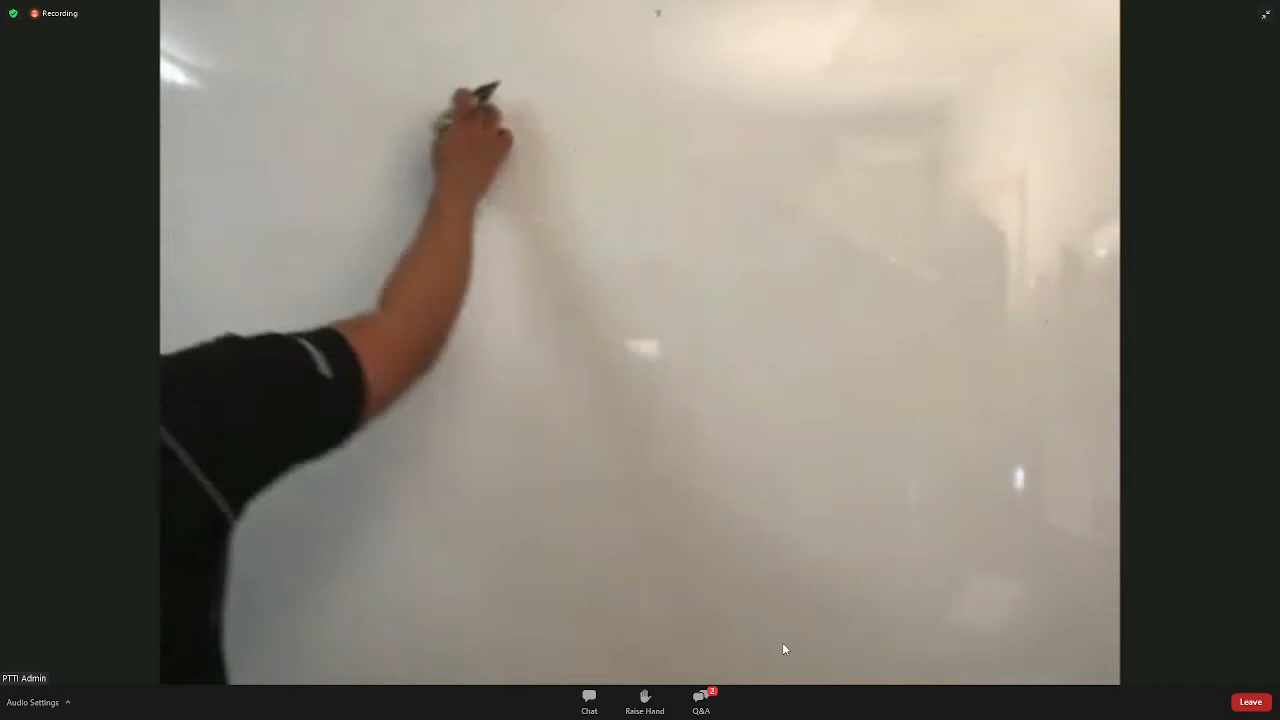 Recording
PTTI Admin
Audio Settings
Chat
Raise Hand
Q&A
2
Leave